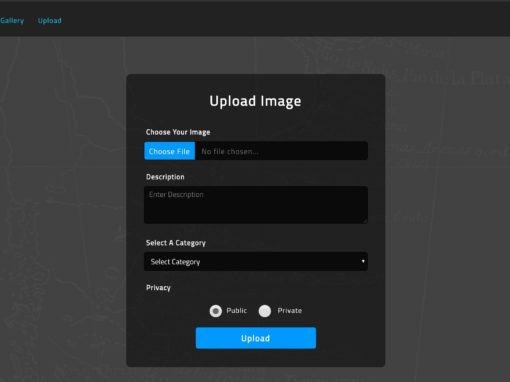 Gallery Upload
Upload Image
Choose Your Image
Choose File No file chosen...
Description
Enter Description
Select A Category
Select Category
Privacy
Public Private
Upload